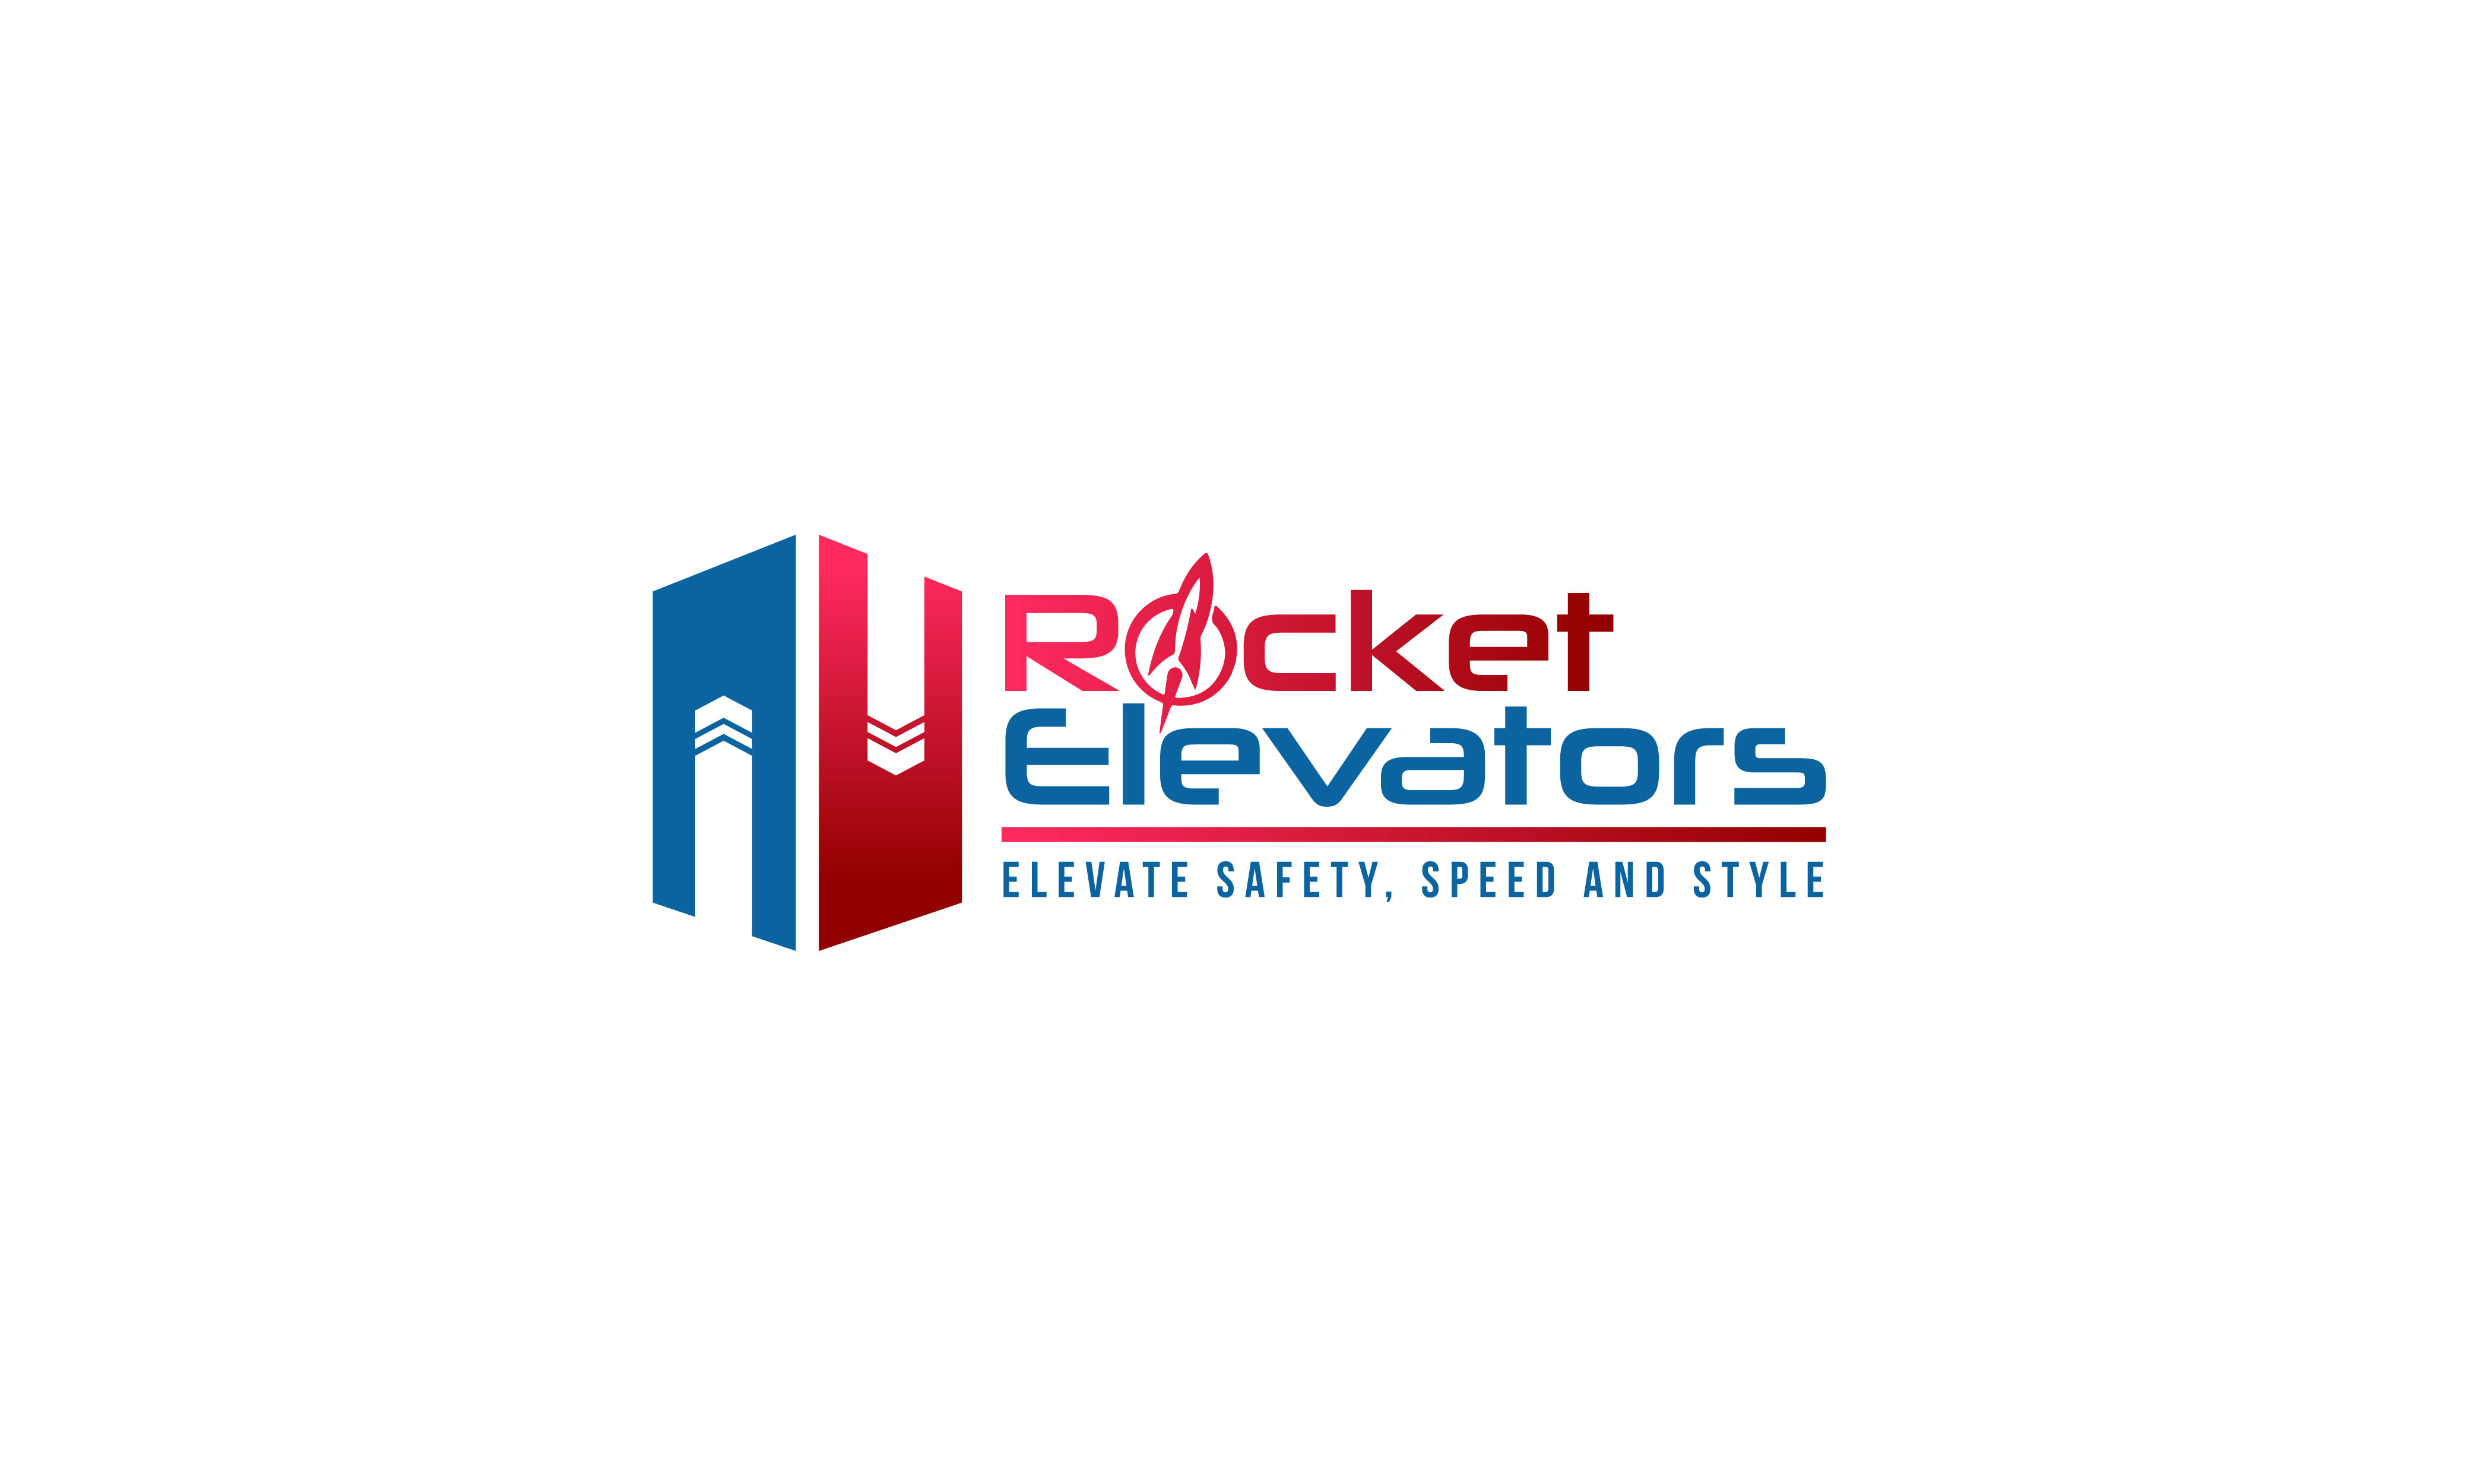 Rocket
Elevators
ELEVATE SAFETY, SPEED AND STYLE